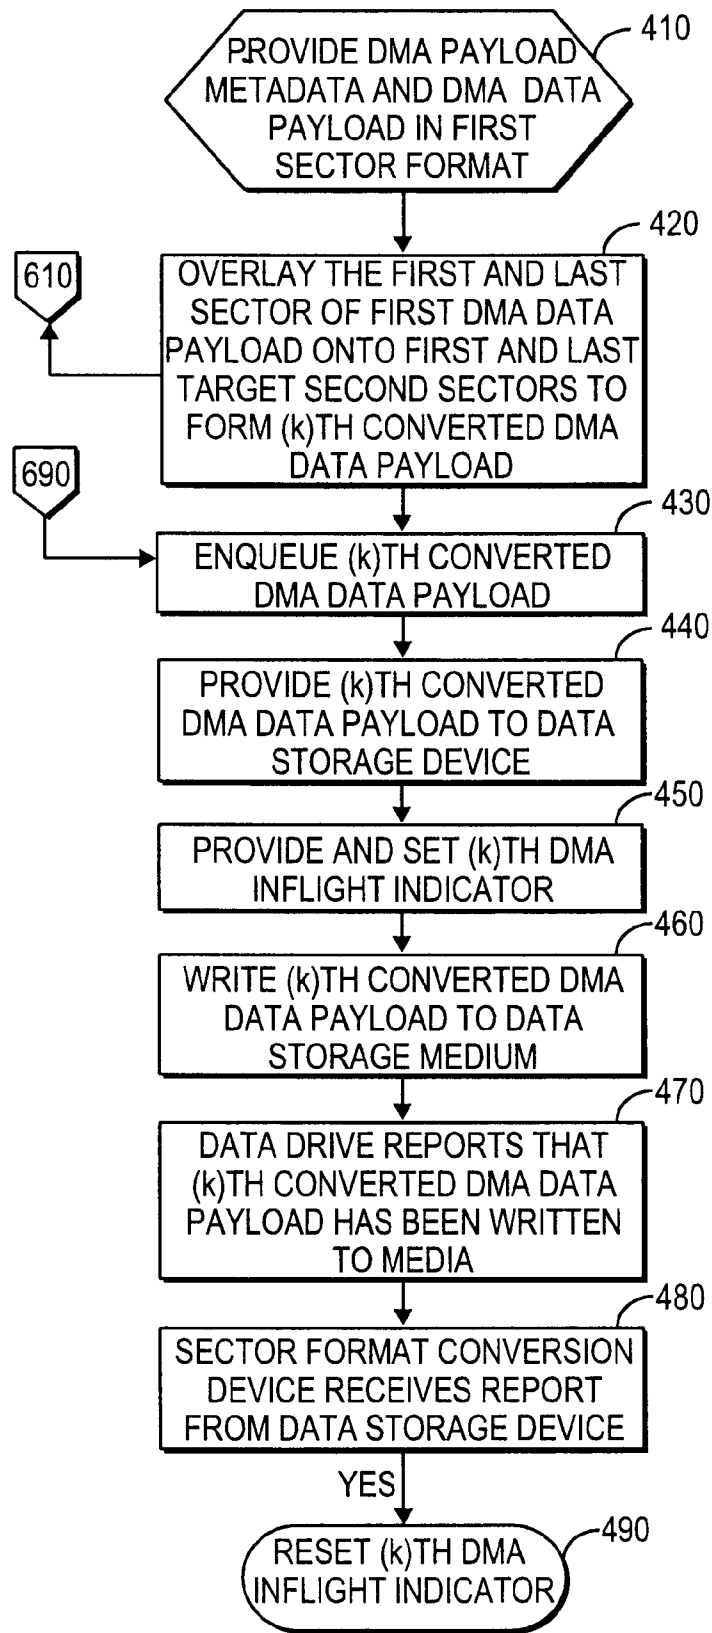 410
PROVIDE DMA PAYLOAD
METADATA AND DMA DATA
PAYLOAD IN FIRST
SECTOR FORMAT
420
610
OVERLAY THE FIRST AND LAST
SECTOR OF FIRST DMA DATA
PAYLOAD ONTO FIRST AND LAST
TARGET SECOND SECTORS TO
FORM (k)TH CONVERTED DMA
DATA PAYLOAD
690
430
ENQUEUE (k)TH CONVERTED
DMA DATA PAYLOAD
440
PROVIDE (k)TH CONVERTED
DMA DATA PAYLOAD TO DATA
STORAGE DEVICE
450
PROVIDE AND SET (k)TH DMA
INFLIGHT INDICATOR
460
WRITE (k)TH CONVERTED DMA
DATA PAYLOAD TO DATA
STORAGE MEDIUM
470
DATA DRIVE REPORTS THAT
(k)TH CONVERTED DMA DATA
PAYLOAD HAS BEEN WRITTEN
TO MEDIA
480
SECTOR FORMAT CONVERSION
DEVICE RECEIVES REPORT
FROM DATA STORAGE DEVICE
YES
490
RESET (k)TH DMA
INFLIGHT INDICATOR